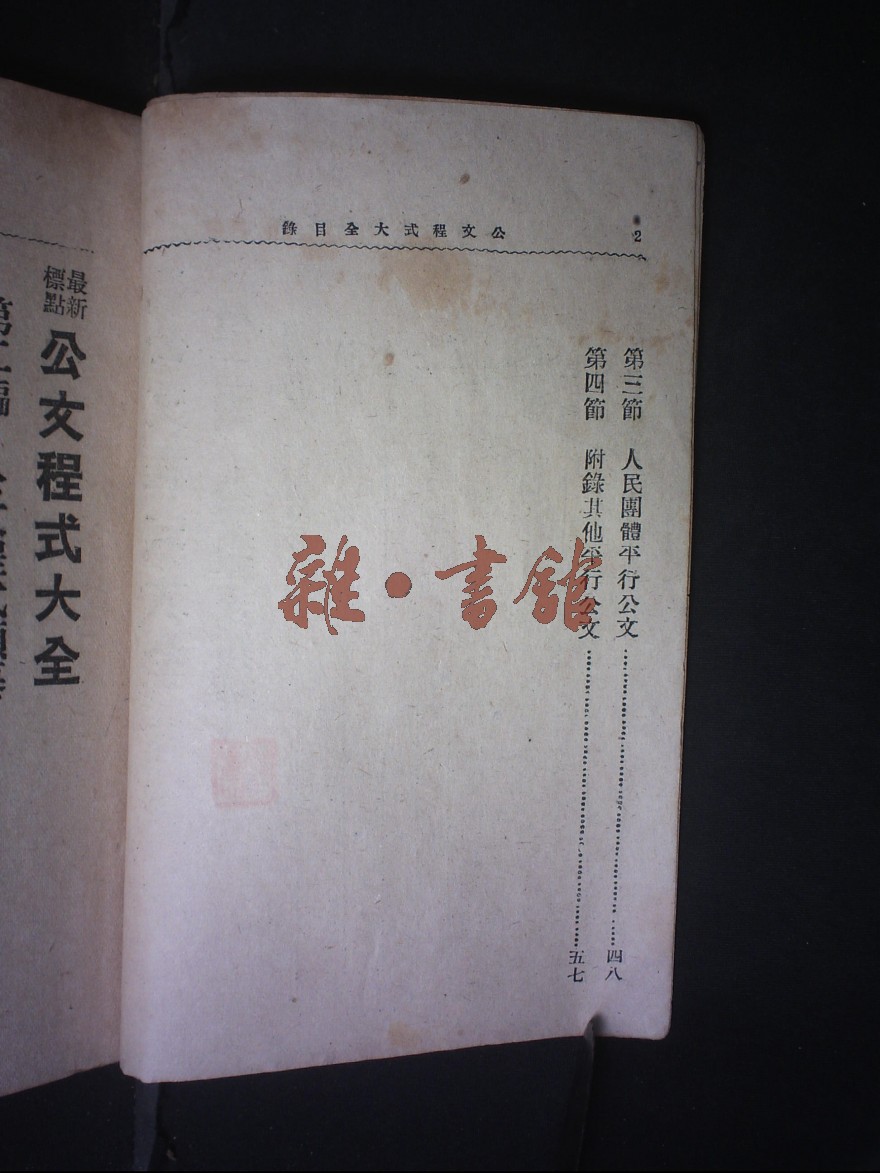 2
公文程式大全目錄
第三節 人民團體平行公文……四八
第四節 附錄其他平行公文……五七
雜·書館
最新標點 公文程式大全